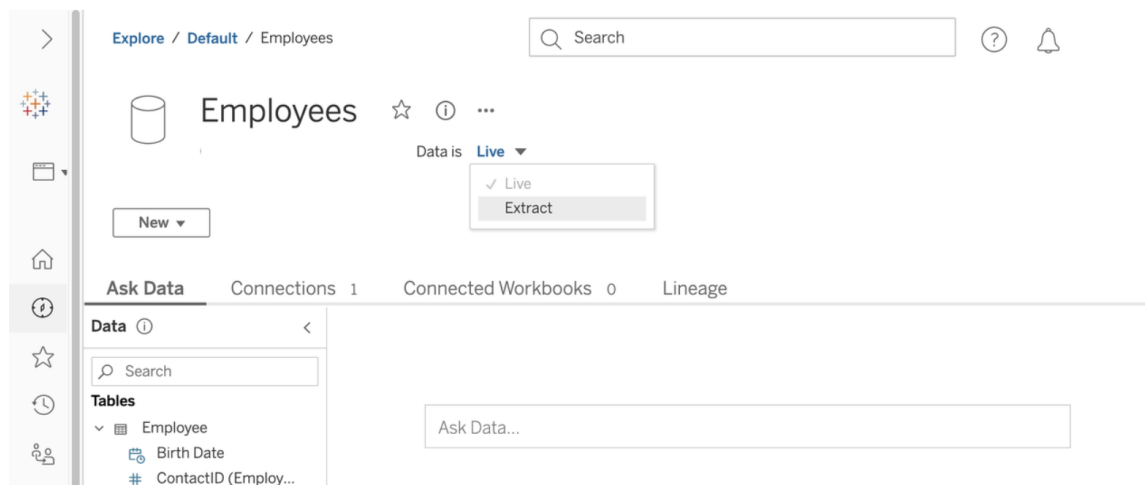 Explore / Default / Employees
Search
?
Employees
Data is Live
Live
Extract
New
Ask Data Connections 1 Connected Workbooks 0 Lineage
Data
Search
Tables
Employee
Ask Data...
Birth Date
# ContactID (Employ...